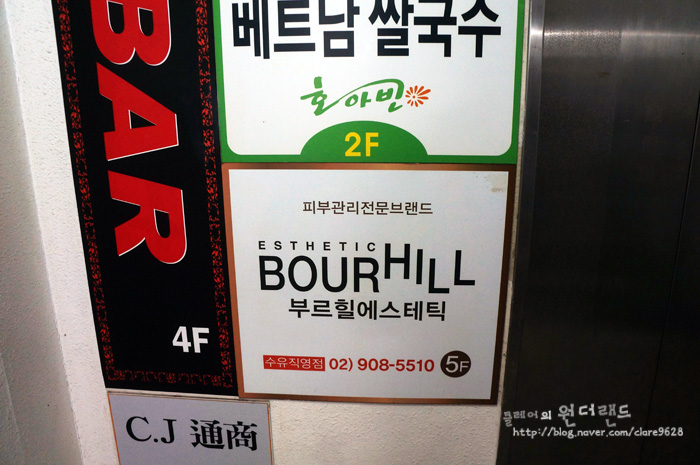 BAR
4F
베트남 쌀국수
호아빈
2F
피부관리전문브랜드
ESTHETIC
BOURHILL
부르힐에스테틱
수유직영점 02) 908-5510 5F
C.J 通商
클레어의 원더랜드
http://blog.naver.com/clare9628